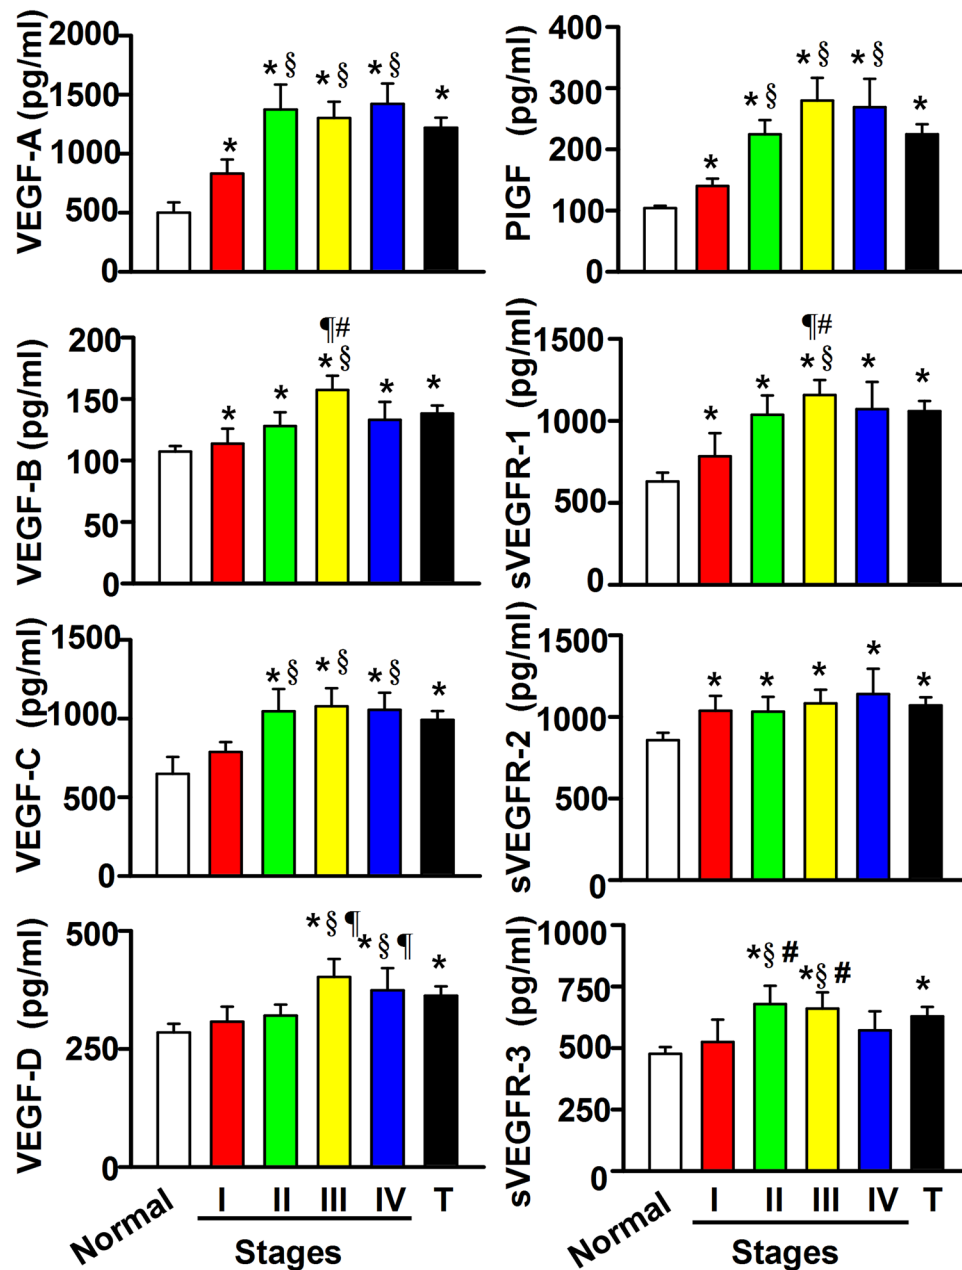 VEGF-A (pg/ml)
2000
1500
1000
500
0
* *§ *§ *§ *
PlGF (pg/ml)
400
300
200
100
0
* *§ *§ *§ *
VEGF-B (pg/ml)
200
150
100
50
0
¶#
* * *§ * *
sVEGFR-1 (pg/ml)
1500
1000
500
0
¶#
* * *§ * *
VEGF-C (pg/ml)
1500
1000
500
0
*§ *§ *§ *
sVEGFR-2 (pg/ml)
1500
1000
500
0
* * * * *
VEGF-D (pg/ml)
500
250
0
*§¶ *§¶ *
sVEGFR-3 (pg/ml)
1000
750
500
250
0
*§# *§# *
Normal I II III IV T
Stages
Normal I II III IV T
Stages